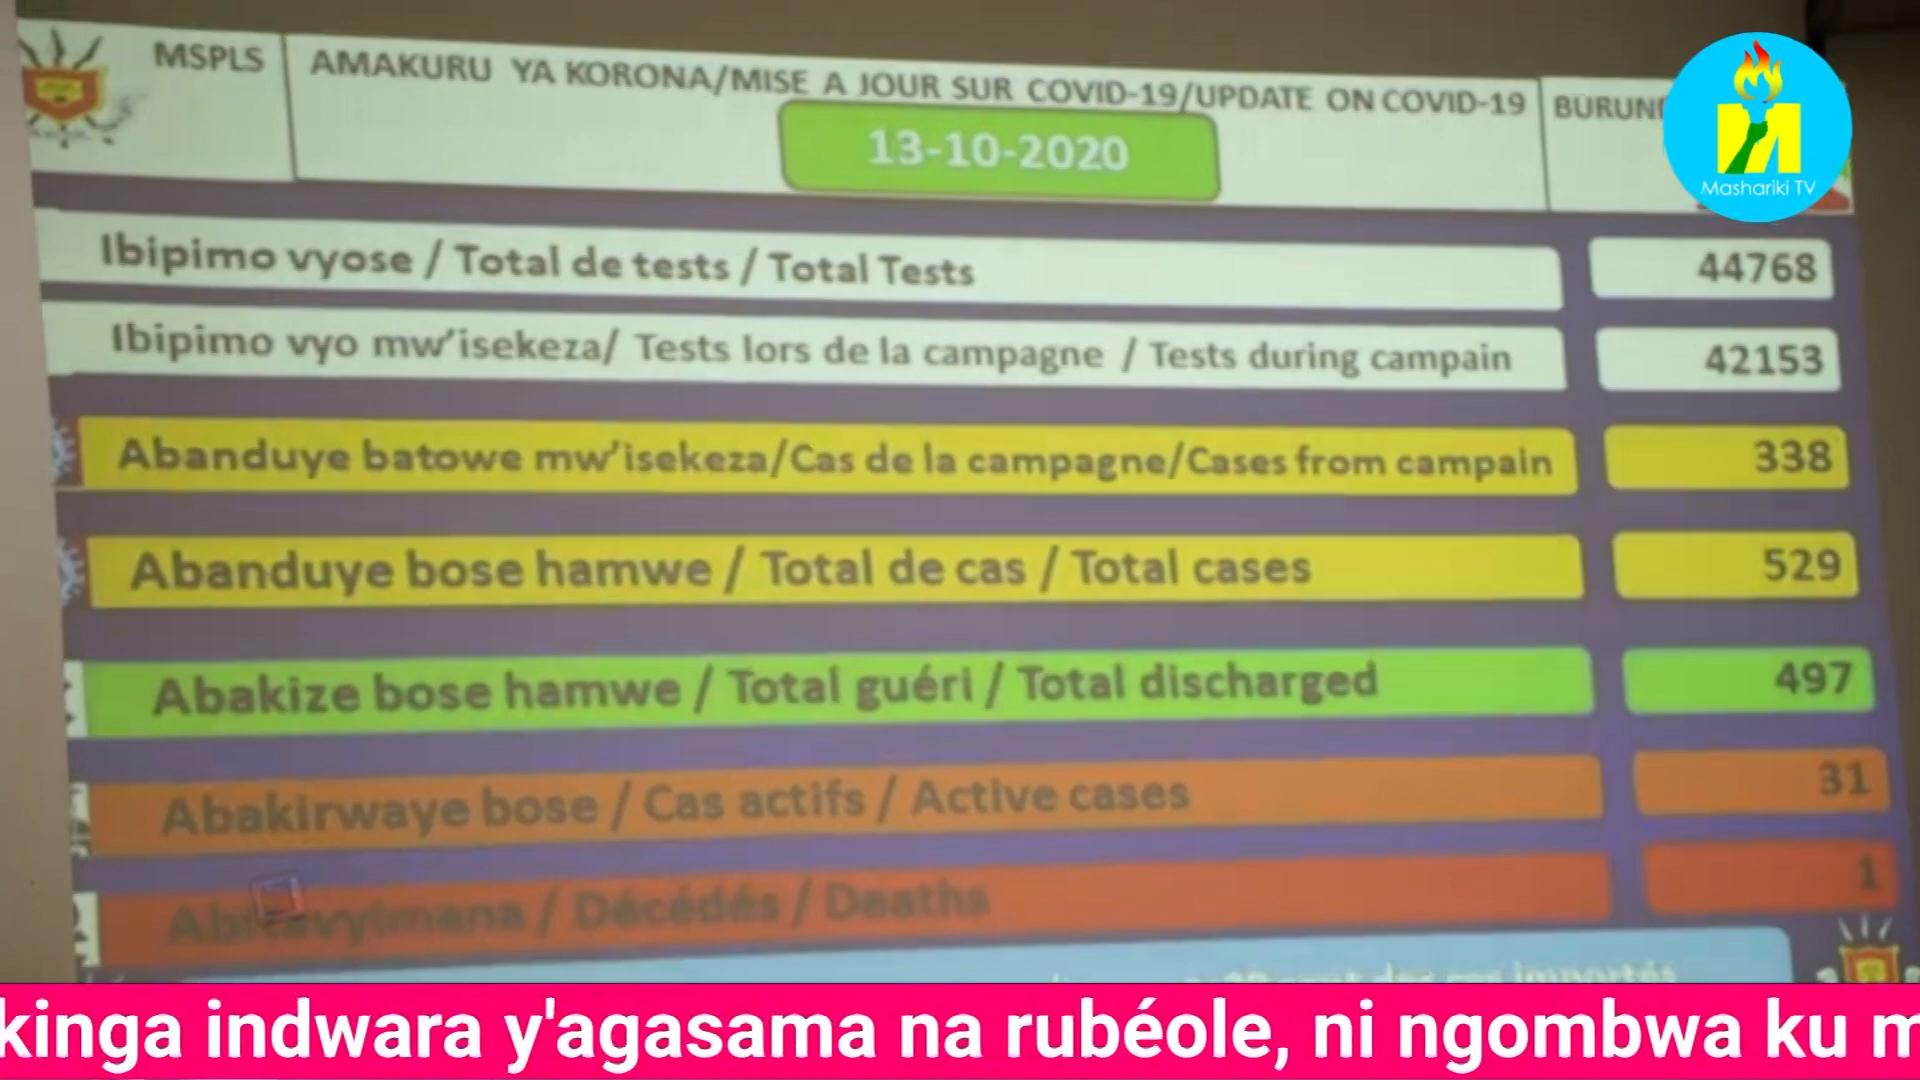 MSPLS
AMAKURU YA KORONA/MISE A JOUR SUR COVID-19/UPDATE ON COVID-19
13-10-2020
Mashariki TV
Ibipimo vyose / Total de tests / Total Tests 44768
Ibipimo vyo mw'isekeza/ Tests lors de la campagne / Tests during campain 42153
Abanduye batowe mw'isekeza/Cas de la campagne/Cases from campain 338
Abanduye bose hamwe / Total de cas / Total cases 529
Abakize bose hamwe / Total guéri / Total discharged 497
Abakirwaye bose / Cas actifs / Active cases 31
/ Décédés / Deaths 1
kinga indwara y'agasama na rubéole, ni ngombwa ku m